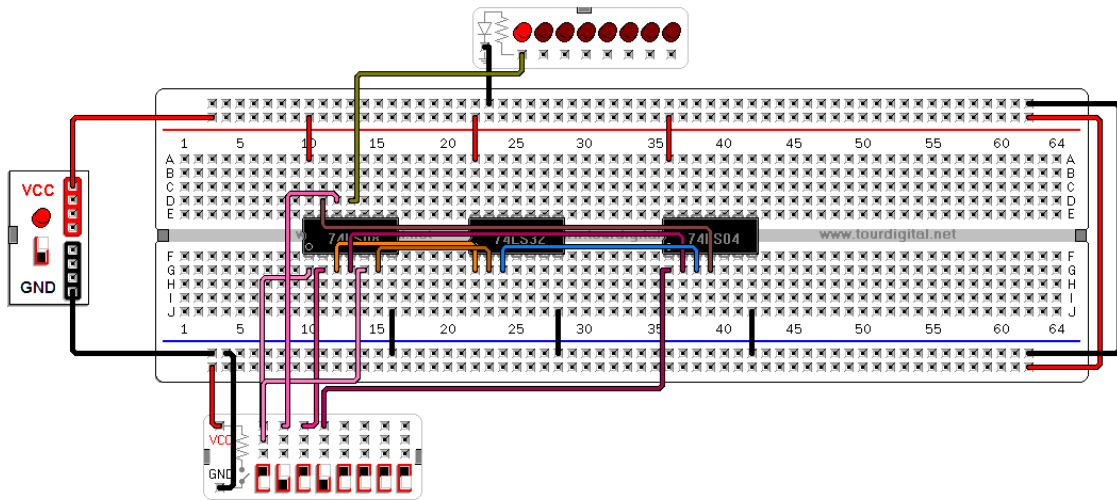 1 5 10 15 20 25 30 35 40 45 50 55 60 64
A A
B B
C C
D D
E E
VCC
74LS08 74LS32 74LS04 www.tourdigital.net
GND
F F
G G
H H
I I
J J
1 5 10 15 20 25 30 35 40 45 50 55 60 64
VCC
GND